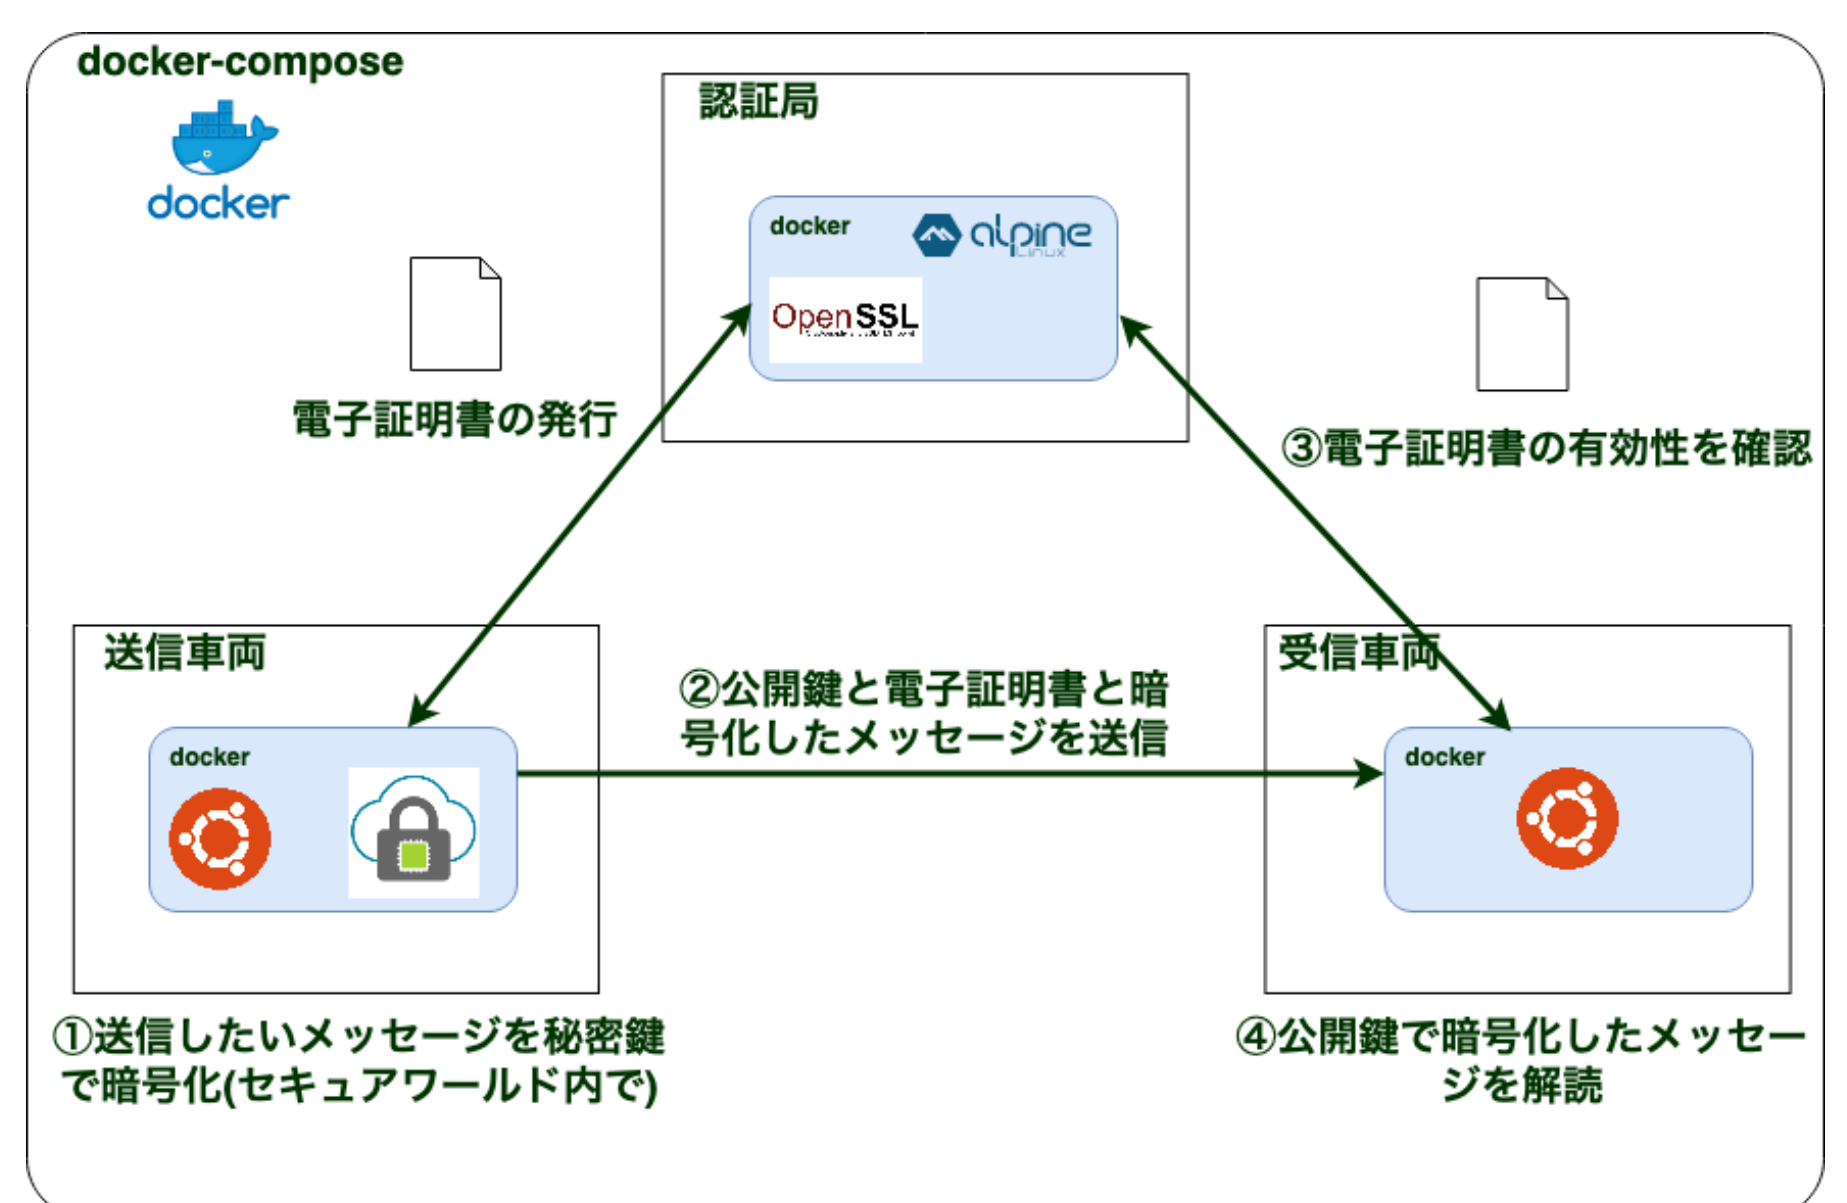 docker-compose
docker
認証局
docker
alpine
Linux
OpenSSL
電子証明書の発行
③電子証明書の有効性を確認
送信車両
受信車両
②公開鍵と電子証明書と暗
号化したメッセージを送信
docker
docker
①送信したいメッセージを秘密鍵
で暗号化(セキュアワールド内で)
④公開鍵で暗号化したメッセー
ジを解読